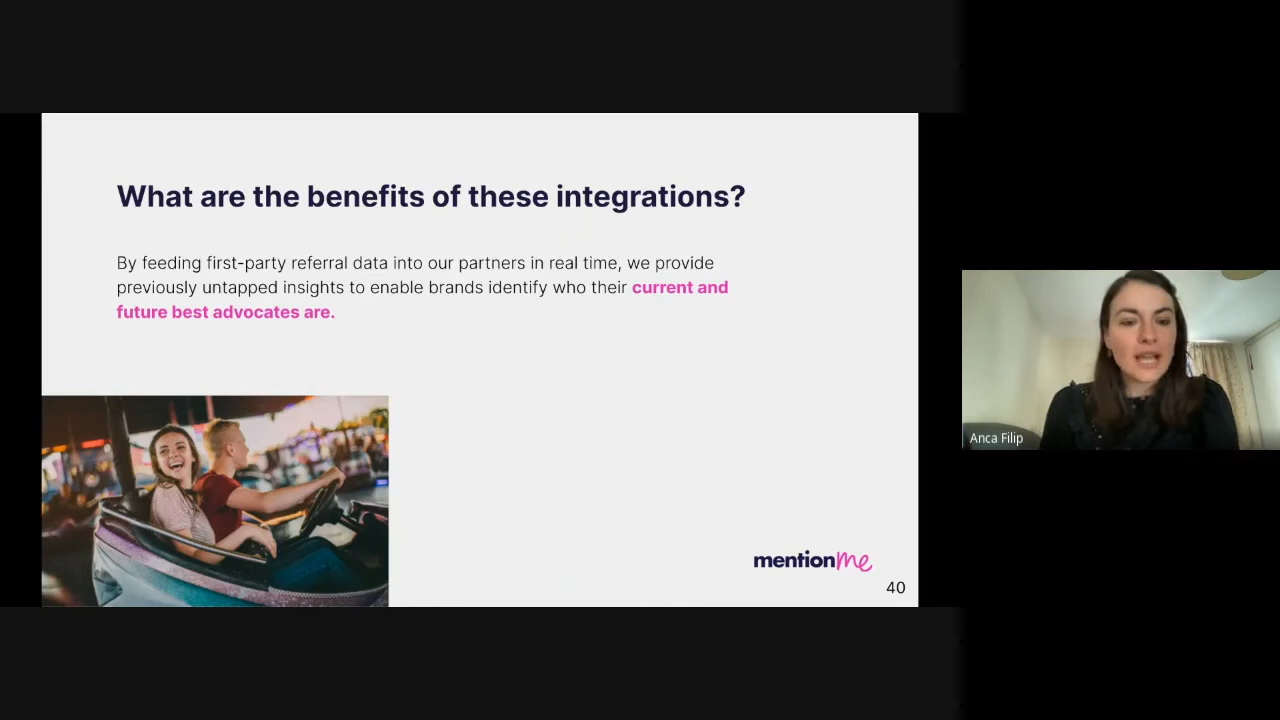 What are the benefits of these integrations?
By feeding first-party referral data into our partners in real time, we provide
previously untapped insights to enable brands identify who their current and
future best advocates are.
mentionme
40
Anca Filip